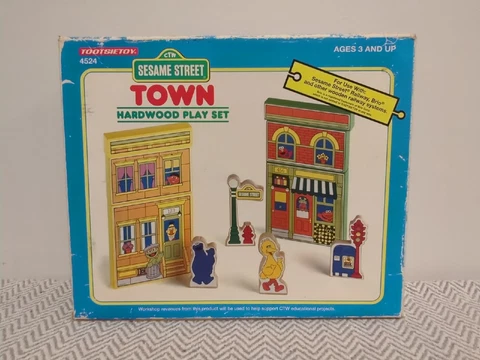 TOOTSIETOY
4524
AGES 3 AND UP
CTW
SESAME STREET
TOWN
HARDWOOD PLAY SET
For Use With:
Sesame Street Railway, Brio
and other wooden railway systems.
SESAME STREET
123
Workshop revenues from this product will be used to help support CTW educational projects.